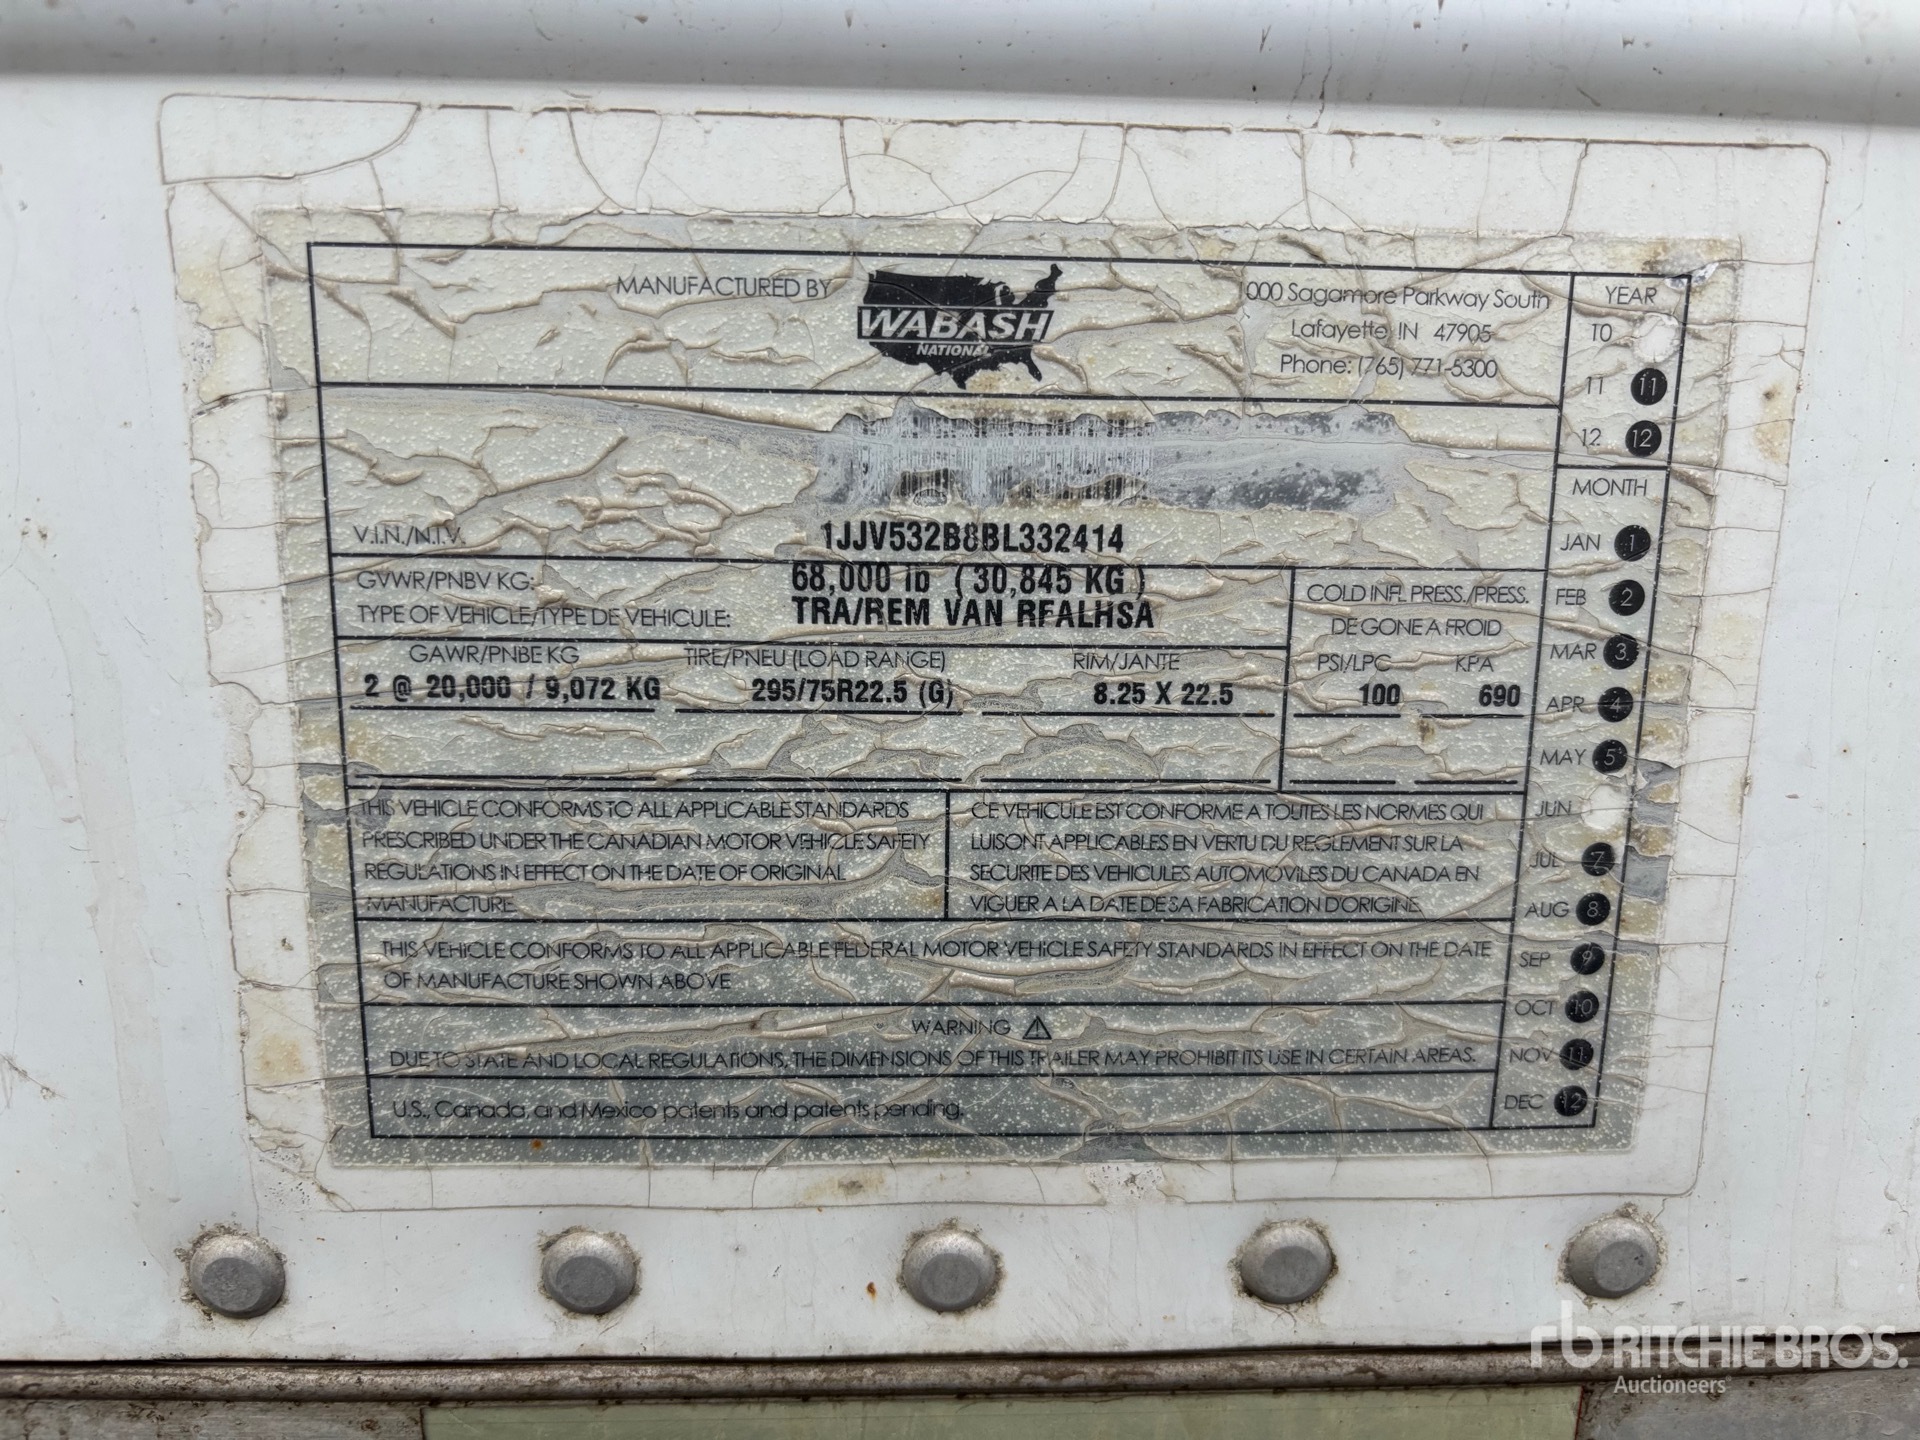 MANUFACTURED BY
WABASH
NATIONAL
000 Sagamore Parkway South
Lafayette, IN 47905
Phone: (765) 771-5300
YEAR
10
11 11
12 12
MONTH
JAN 1
FEB 2
MAR 3
APR 4
MAY 5
JUN
JUL 7
AUG 8
SEP 9
OCT 10
NOV 11
DEC 12
V.I.N./N.I.V. 1JJV532B8BL332414
GVWR/PNBV KG: 68,000 lb ( 30,845 KG )
TYPE OF VEHICLE/TYPE DE VEHICULE: TRA/REM VAN RFALHSA
COLD INFL. PRESS./PRESS.
DE GONE A FROID
GAWR/PNBE KG TIRE/PNEU (LOAD RANGE) RIM/JANTE PSI/LPC KPA
2 @ 20,000 / 9,072 KG 295/75R22.5 (G) 8.25 X 22.5 100 690
THIS VEHICLE CONFORMS TO ALL APPLICABLE STANDARDS
PRESCRIBED UNDER THE CANADIAN MOTOR VEHICLE SAFETY
REGULATIONS IN EFFECT ON THE DATE OF ORIGINAL
MANUFACTURE
CE VEHICULE EST CONFORME A TOUTES LES NORMES QUI
LUISONT APPLICABLES EN VERTU DU REGLEMENT SUR LA
SECURITE DES VEHICULES AUTOMOVILES DU CANADA EN
VIGUER A LA DATE DE SA FABRICATION D'ORIGINE
THIS VEHICLE CONFORMS TO ALL APPLICABLE FEDERAL MOTOR VEHICLE SAFETY STANDARDS IN EFFECT ON THE DATE
OF MANUFACTURE SHOWN ABOVE
WARNING
DUE TO STATE AND LOCAL REGULATIONS, THE DIMENSIONS OF THIS TRAILER MAY PROHIBIT ITS USE IN CERTAIN AREAS.
U.S., Canada, and Mexico patents and patents pending.
rb RITCHIE BROS.
Auctioneers